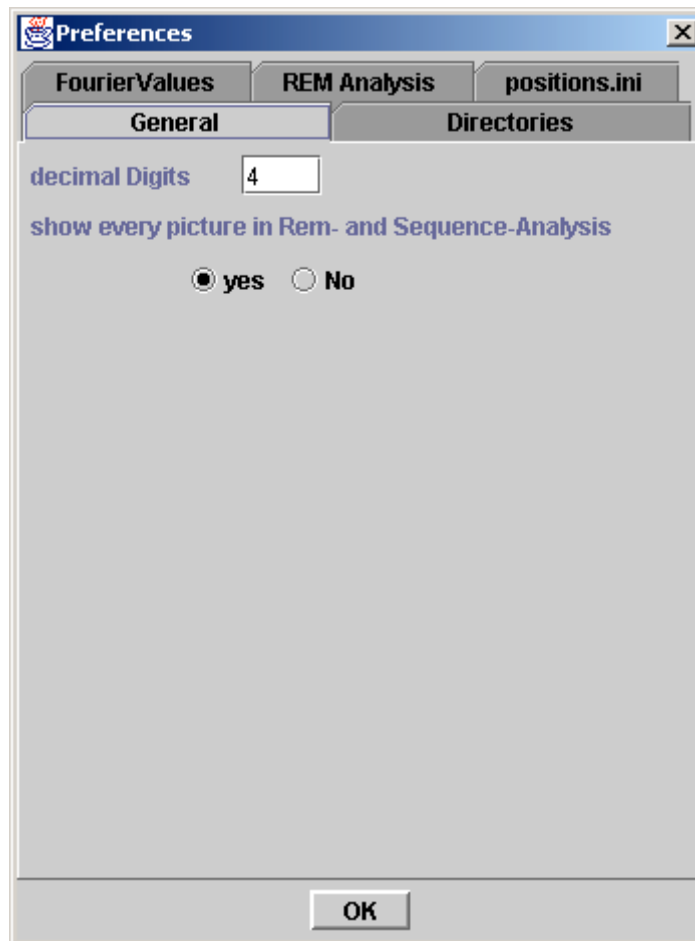 Preferences
FourierValues REM Analysis positions.ini
General Directories
decimal Digits 4
show every picture in Rem- and Sequence-Analysis
yes No
OK